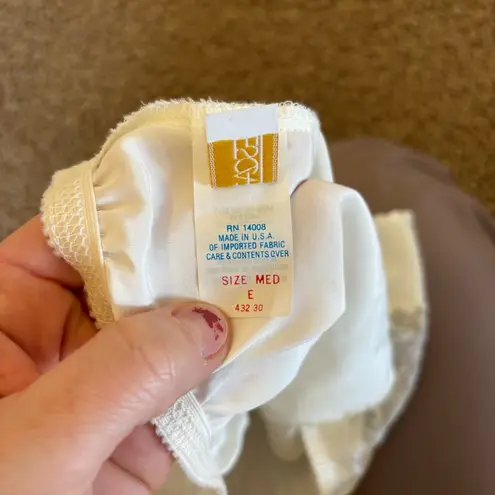 RN 14008
MADE IN U.S.A.
OF IMPORTED FABRIC
CARE & CONTENTS OVER
SIZE MED
E
432 30